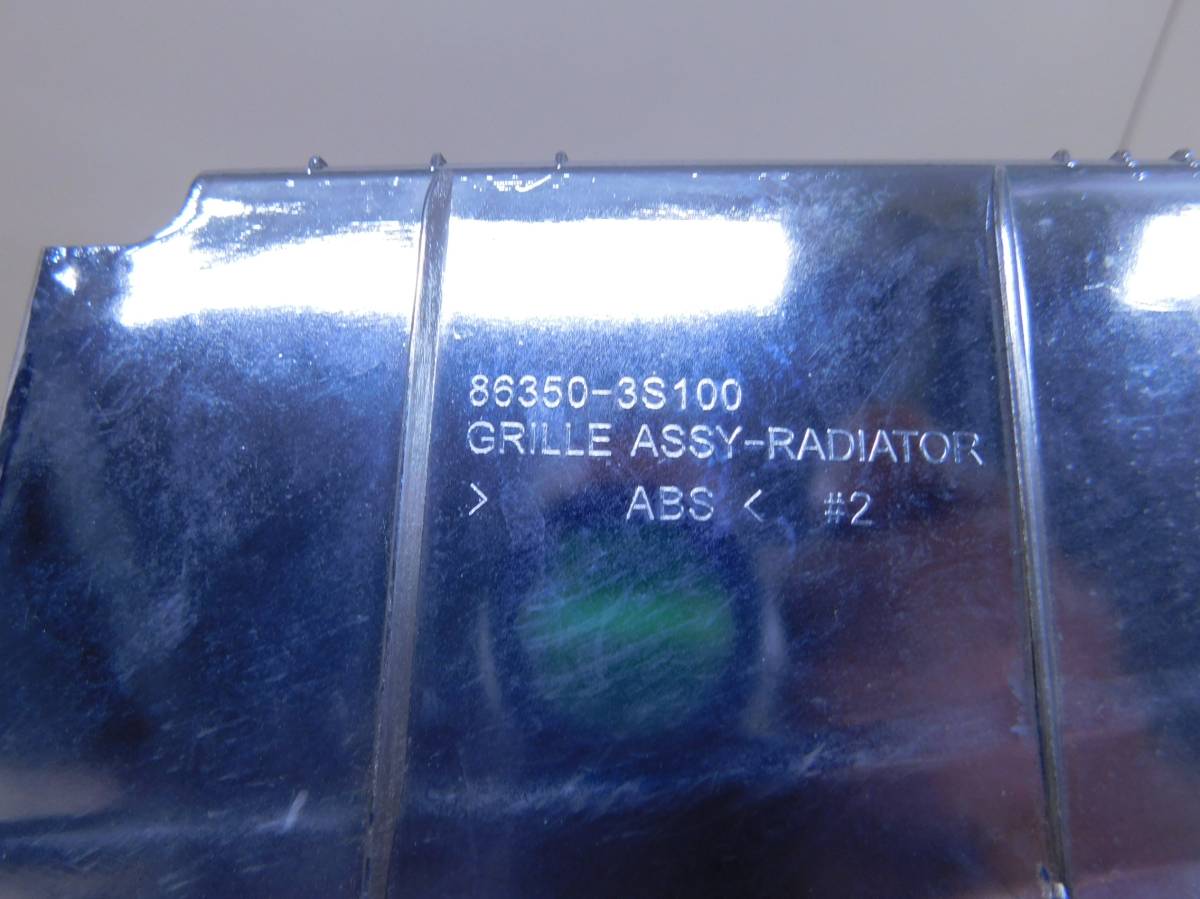 86350-3S100
GRILLE ASSY-RADIATOR
> ABS < #2